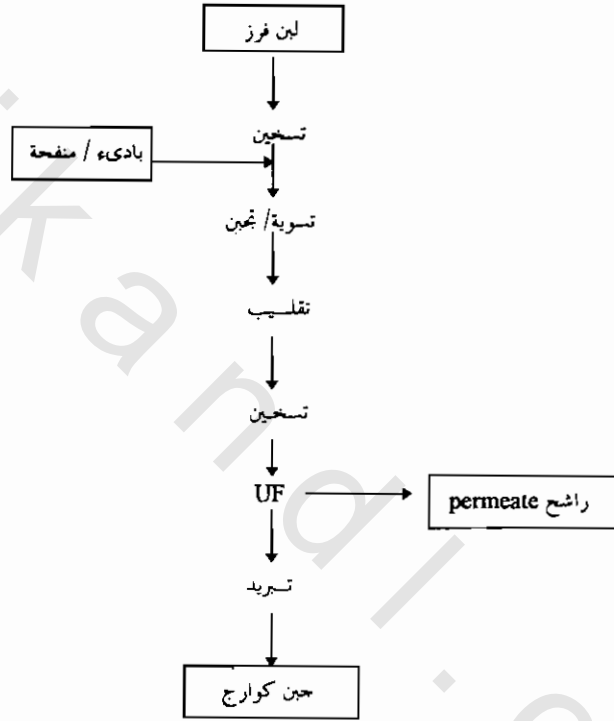 لبن فرز
تسخين
بادىء / منفحة
تسوية/ تجبن
تقليب
تسخين
UF
راشح permeate
تبريد
جبن كوارج